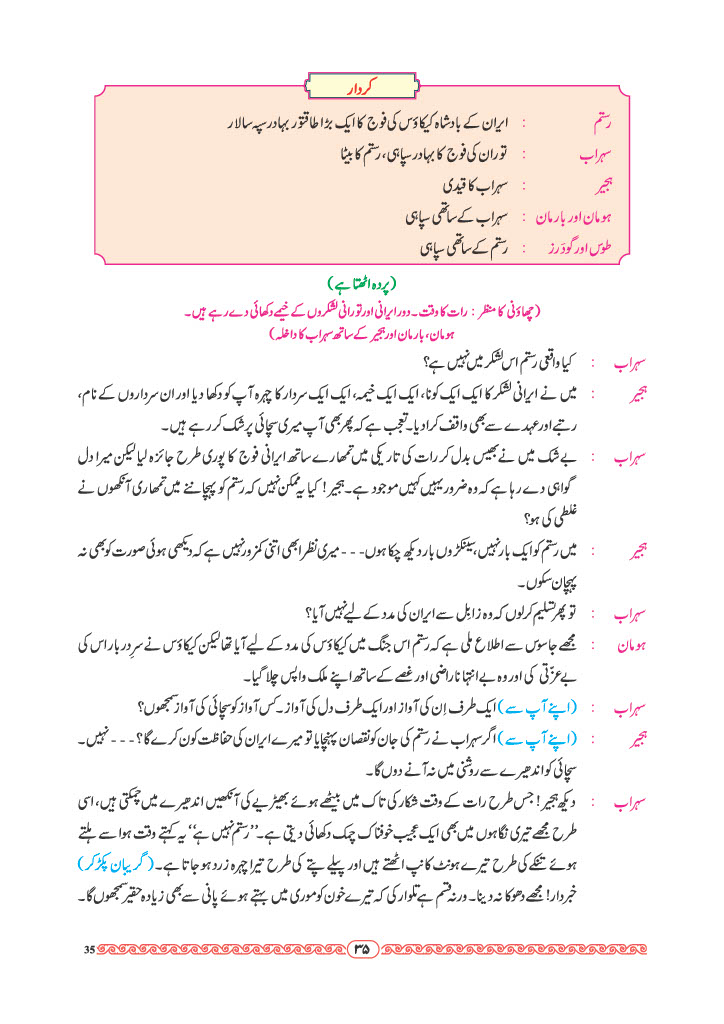 کردار
رستم : ایران کے بادشاہ کیکاؤس کی فوج کا ایک بڑا طاقتور بہادر سپہ سالار
سہراب : توران کی فوج کا بہادر سپاہی، رستم کا بیٹا
ہجیر : سہراب کا قیدی
ہومان اور بارمان : سہراب کے ساتھی سپاہی
طوس اور گودَرز : رستم کے ساتھی سپاہی
(پردہ اٹھتا ہے)
(چھاؤنی کا منظر : رات کا وقت۔ دور ایرانی اور تورانی لشکروں کے خیمے دکھائی دے رہے ہیں۔
ہومان، بارمان اور ہجیر کے ساتھ سہراب کا داخلہ)
سہراب : کیا واقعی رستم اس لشکر میں نہیں ہے؟
ہجیر : میں نے ایرانی لشکر کا ایک ایک کونا، ایک ایک خیمہ، ایک ایک سردار کا چہرہ آپ کو دکھا دیا اور ان سرداروں کے نام،
رتبے اور عہدے سے بھی واقف کرا دیا۔ تعجب ہے کہ پھر بھی آپ میری سچائی پر شک کر رہے ہیں۔
سہراب : بے شک میں نے بھیس بدل کر رات کی تاریکی میں تمھارے ساتھ ایرانی فوج کا پوری طرح جائزہ لیا لیکن میرا دل
گواہی دے رہا ہے کہ وہ ضرور یہیں کہیں موجود ہے۔ ہجیر! کیا یہ ممکن نہیں کہ رستم کو پہچاننے میں تمھاری آنکھوں نے
غلطی کی ہو؟
ہجیر : میں رستم کو ایک بار نہیں، سینکڑوں بار دیکھ چکا ہوں--- میری نظر ابھی اتنی کمزور نہیں ہے کہ دیکھی ہوئی صورت کو بھی نہ
پہچان سکوں۔
سہراب : تو پھر تسلیم کر لوں کہ وہ زابل سے ایران کی مدد کے لیے نہیں آیا؟
ہومان : مجھے جاسوس سے اطلاع ملی ہے کہ رستم اس جنگ میں کیکاؤس کی مدد کے لیے آیا تھا لیکن کیکاؤس نے سرِ دربار اس کی
بے عزّتی کی اور وہ بے انتہا ناراضی اور غصے کے ساتھ اپنے ملک واپس چلا گیا۔
سہراب : (اپنے آپ سے) ایک طرف اِن کی آواز اور ایک طرف دل کی آواز۔ کس آواز کو سچائی کی آواز سمجھوں؟
ہجیر : (اپنے آپ سے) اگر سہراب نے رستم کی جان کو نقصان پہنچایا تو میرے ایران کی حفاظت کون کرے گا؟--- نہیں۔
سچائی کو اندھیرے سے روشنی میں نہ آنے دوں گا۔
سہراب : دیکھ ہجیر! جس طرح رات کے وقت شکار کی تاک میں بیٹھے ہوئے بھیڑیے کی آنکھیں اندھیرے میں چمکتی ہیں، اسی
طرح مجھے تیری نگاہوں میں بھی ایک عجیب خوفناک چمک دکھائی دیتی ہے۔ ”رستم نہیں ہے“ یہ کہتے وقت ہوا سے ہلتے
ہوئے تنکے کی طرح تیرے ہونٹ کانپ اٹھتے ہیں اور پیلے پتے کی طرح تیرا چہرہ زرد ہو جاتا ہے۔ (گریبان پکڑ کر)
خبردار! مجھے دھوکا نہ دینا۔ ورنہ قسم ہے تلوار کی کہ تیرے خون کو موری میں بہتے ہوئے پانی سے بھی زیادہ حقیر سمجھوں گا۔
۳۵
35